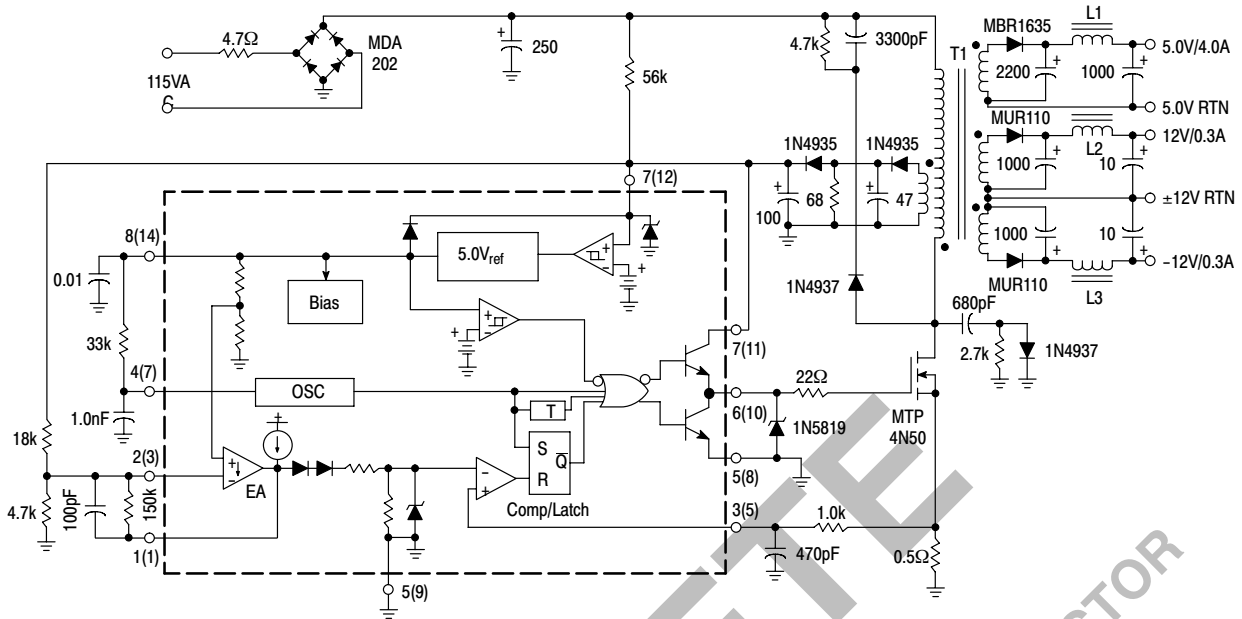 4.7Ω
MDA
202
115VA
+
250
56k
4.7k
3300pF
T1
MBR1635
L1
5.0V/4.0A
+
2200
+
1000
5.0V RTN
MUR110
12V/0.3A
+
1000
L2
+
10
±12V RTN
+
1000
+
10
MUR110
L3
–12V/0.3A
1N4935
1N4935
+
100
68
+
47
7(12)
8(14)
0.01
5.0Vref
+
–
+
Bias
33k
+
–
+
1N4937
680pF
2.7k
1N4937
7(11)
4(7)
OSC
1.0nF
T
22Ω
6(10)
1N5819
MTP
4N50
18k
2(3)
+
–
EA
S
R
Q
–
+
Comp/Latch
5(8)
4.7k
100pF
150k
1(1)
3(5)
1.0k
470pF
0.5Ω
5(9)